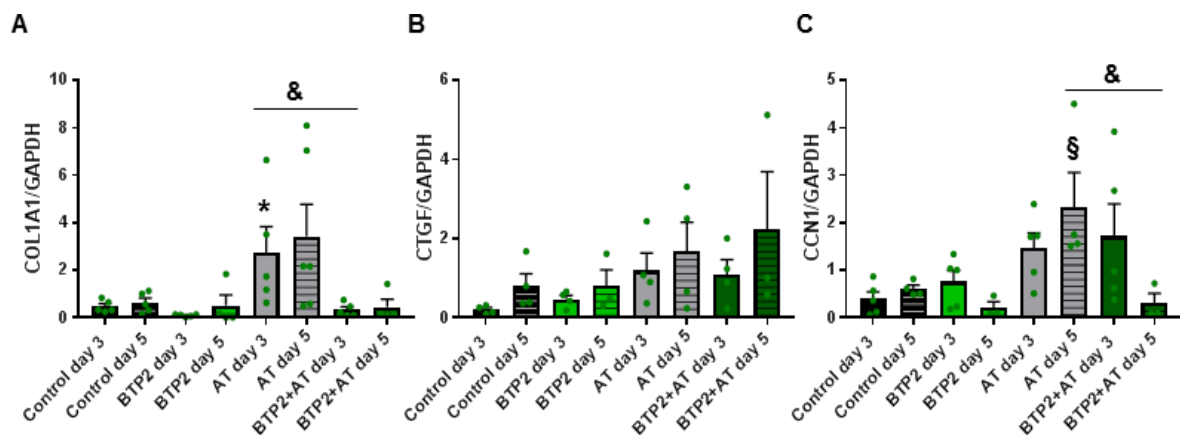 A
COL1A1/GAPDH
10
8
6
4
2
0
&
*
Control day 3
Control day 5
BTP2 day 3
BTP2 day 5
AT day 3
AT day 5
BTP2+AT day 3
BTP2+AT day 5
B
CTGF/GAPDH
6
4
2
0
Control day 3
Control day 5
BTP2 day 3
BTP2 day 5
AT day 3
AT day 5
BTP2+AT day 3
BTP2+AT day 5
C
CCN1/GAPDH
5
4
3
2
1
0
&
§
Control day 3
Control day 5
BTP2 day 3
BTP2 day 5
AT day 3
AT day 5
BTP2+AT day 3
BTP2+AT day 5